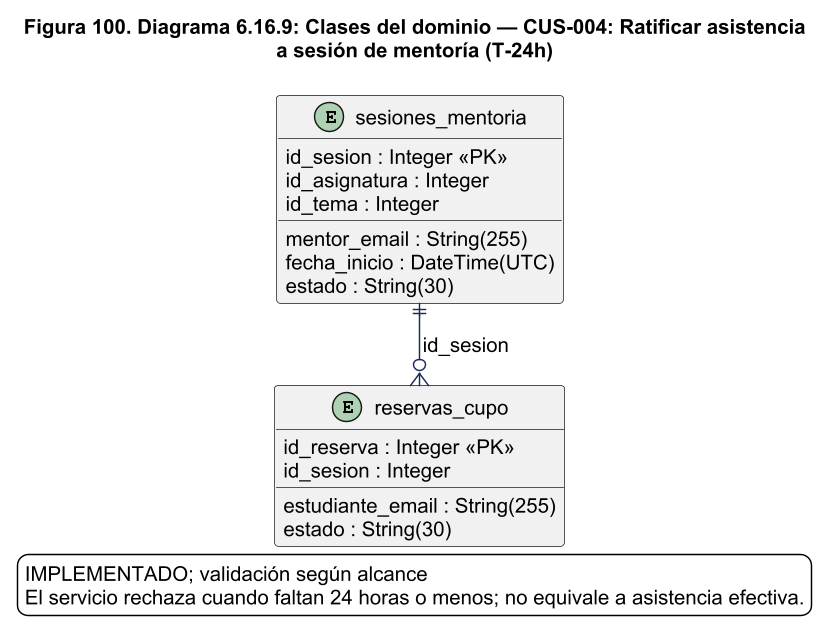 Figura 100. Diagrama 6.16.9: Clases del dominio — CUS-004: Ratificar asistencia
a sesión de mentoría (T-24h)
E sesiones_mentoria
id_sesion : Integer «PK»
id_asignatura : Integer
id_tema : Integer
mentor_email : String(255)
fecha_inicio : DateTime(UTC)
estado : String(30)
id_sesion
E reservas_cupo
id_reserva : Integer «PK»
id_sesion : Integer
estudiante_email : String(255)
estado : String(30)
IMPLEMENTADO; validación según alcance
El servicio rechaza cuando faltan 24 horas o menos; no equivale a asistencia efectiva.